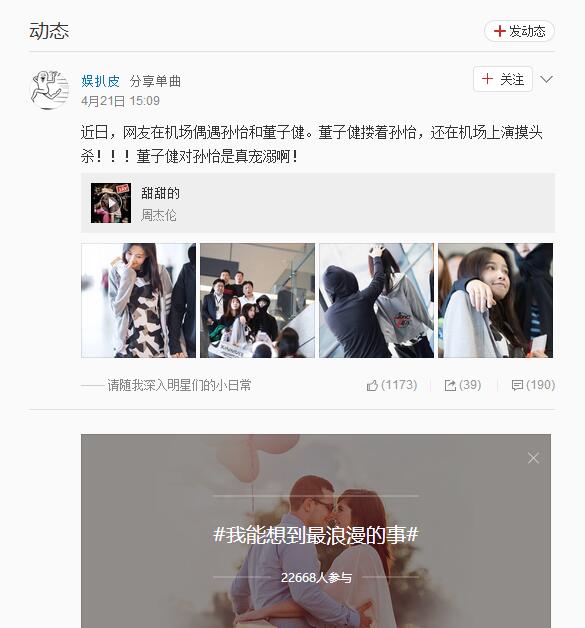 动态
发动态
娱扒皮 分享单曲
关注
4月21日 15:09
近日，网友在机场偶遇孙怡和董子健。董子健搂着孙怡，还在机场上演摸头
杀！！！董子健对孙怡是真宠溺啊！
甜甜的
周杰伦
—— 请随我深入明星们的小日常
(1173)
(39)
(190)
#我能想到最浪漫的事#
22668人参与